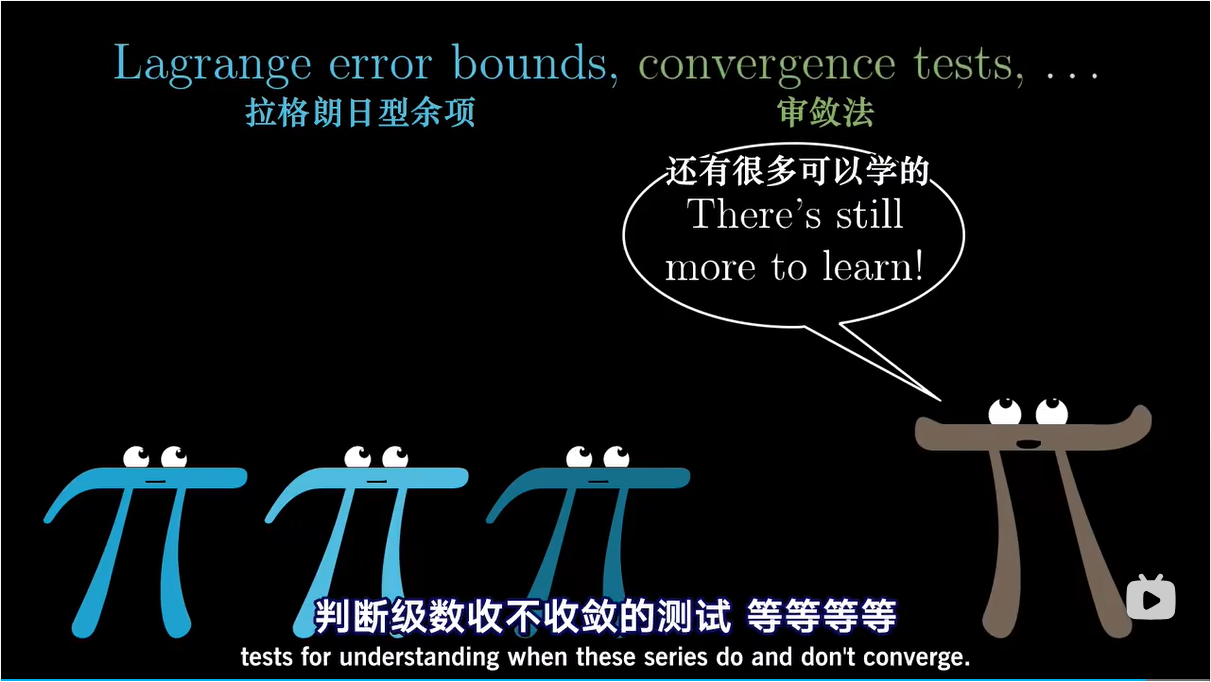 Lagrange error bounds, convergence tests, ...
拉格朗日型余项 审敛法
还有很多可以学的
There's still
more to learn!
判断级数收不收敛的测试 等等等等
tests for understanding when these series do and don't converge.